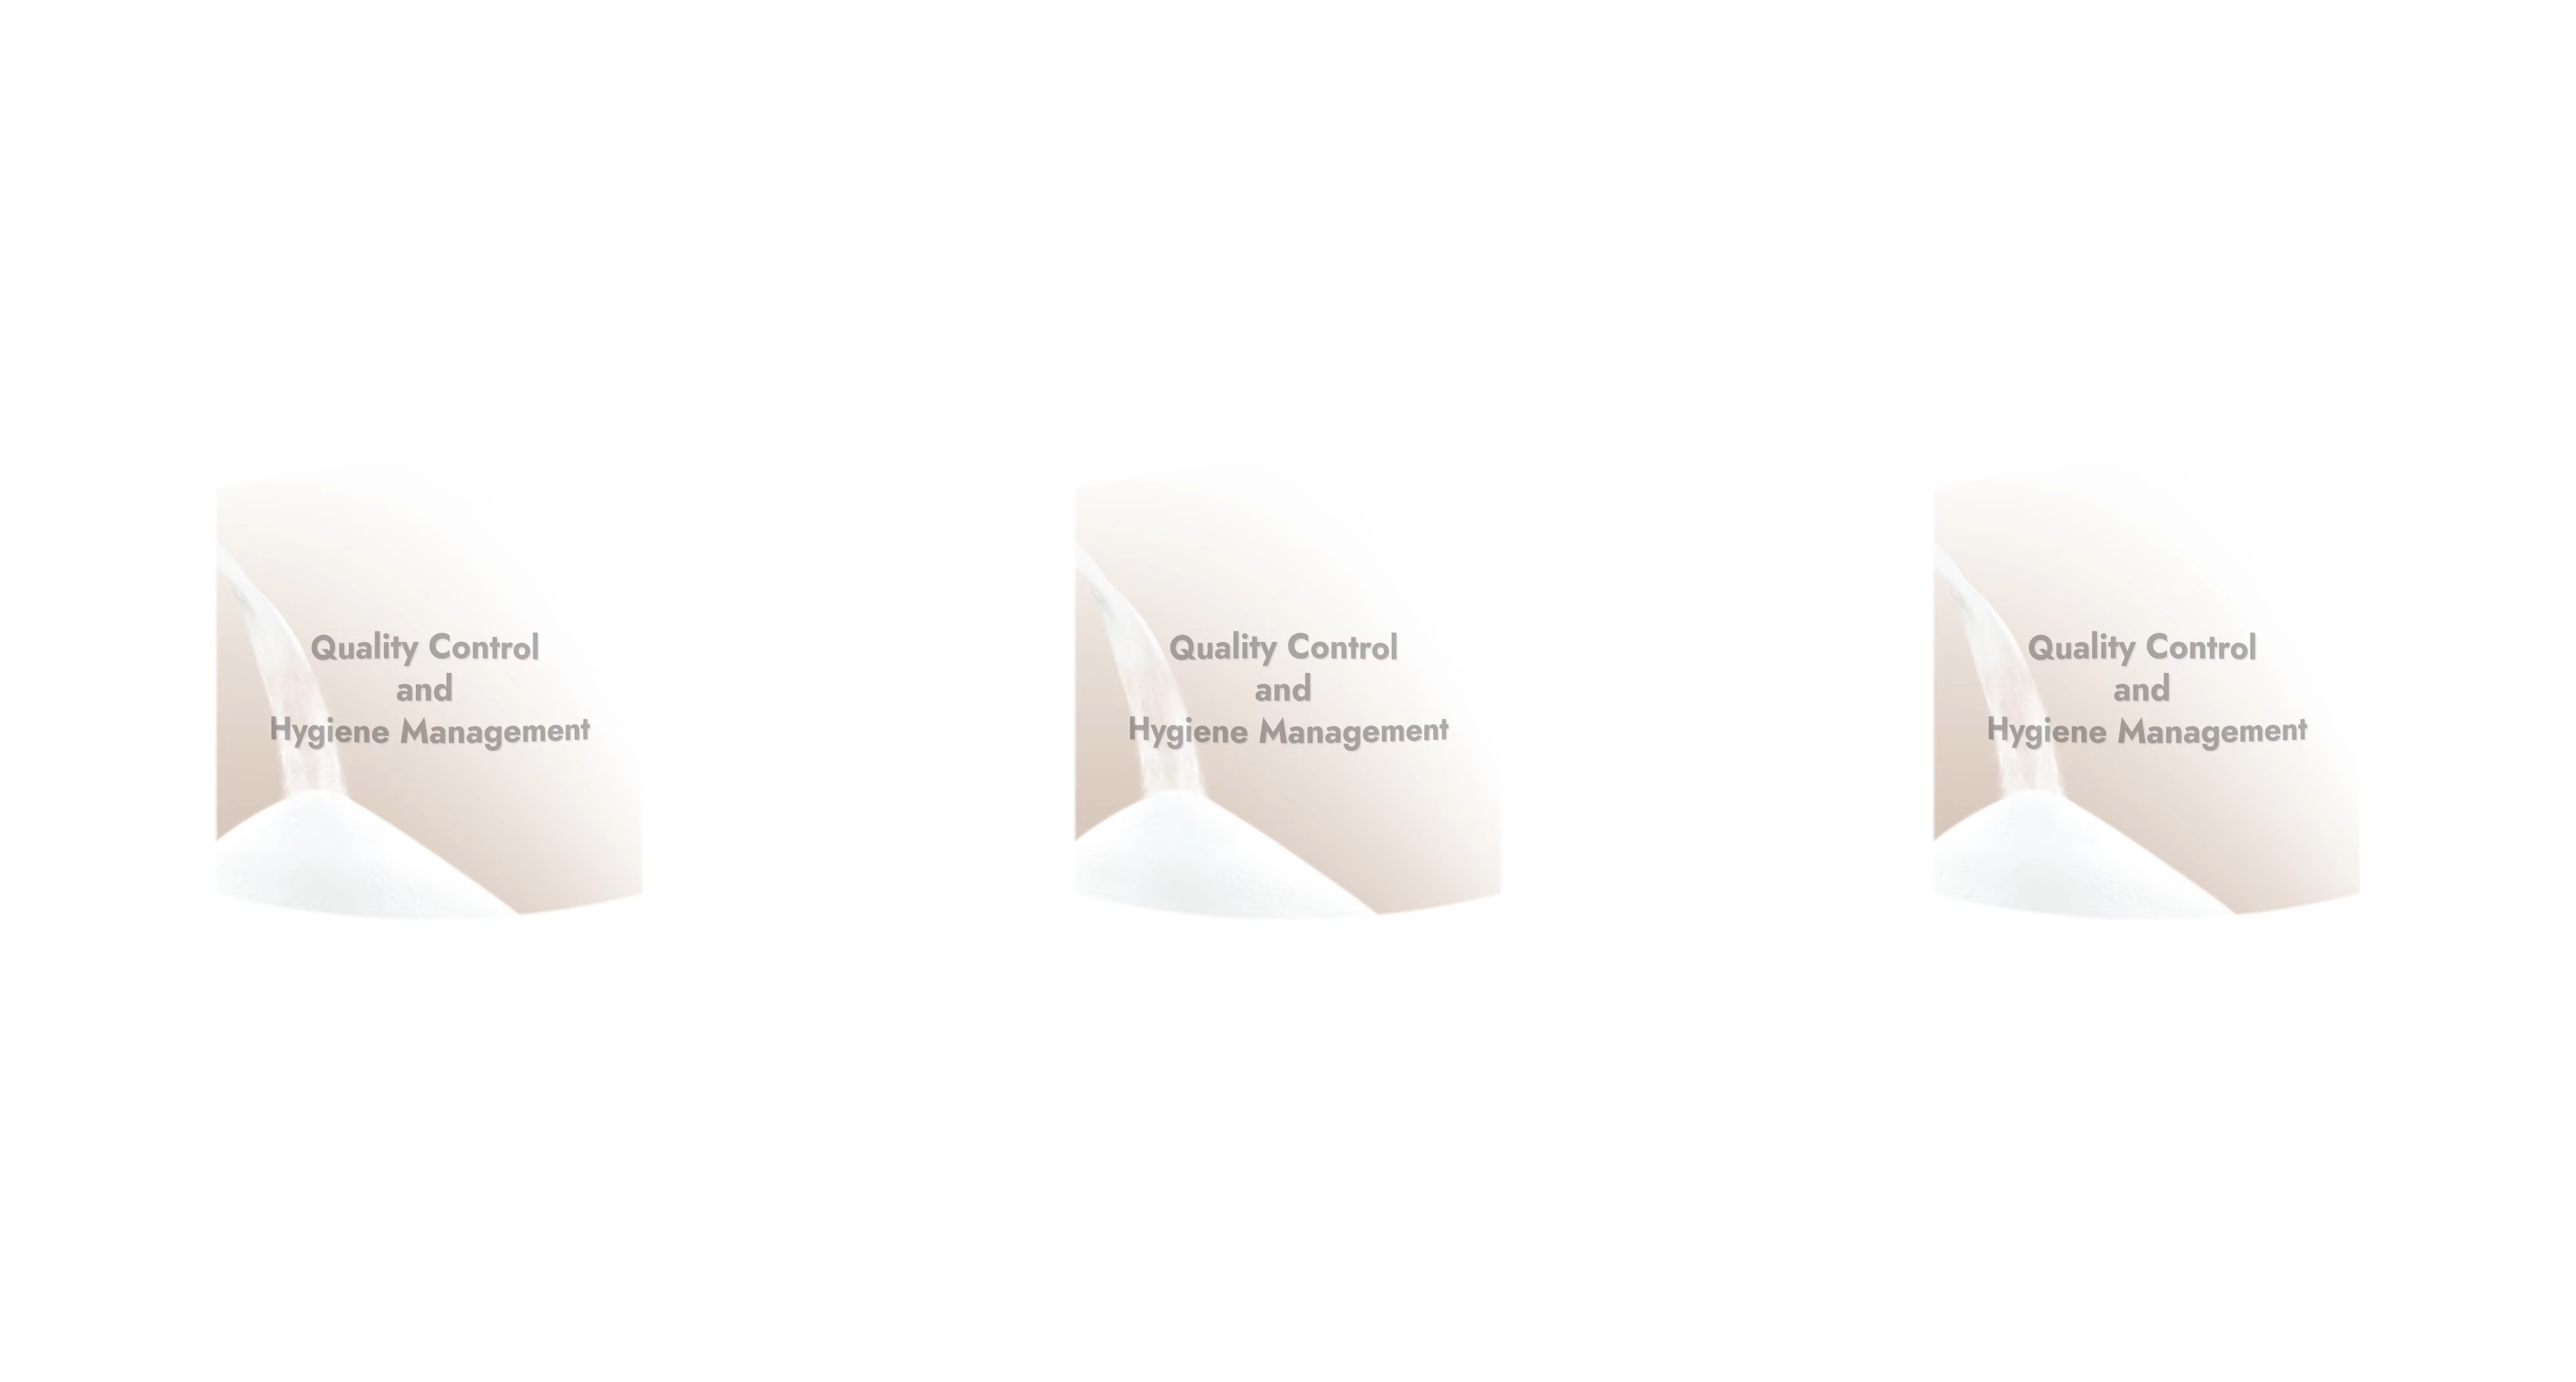 Quality Control
and
Hygiene Management
Quality Control
and
Hygiene Management
Quality Control
and
Hygiene Management